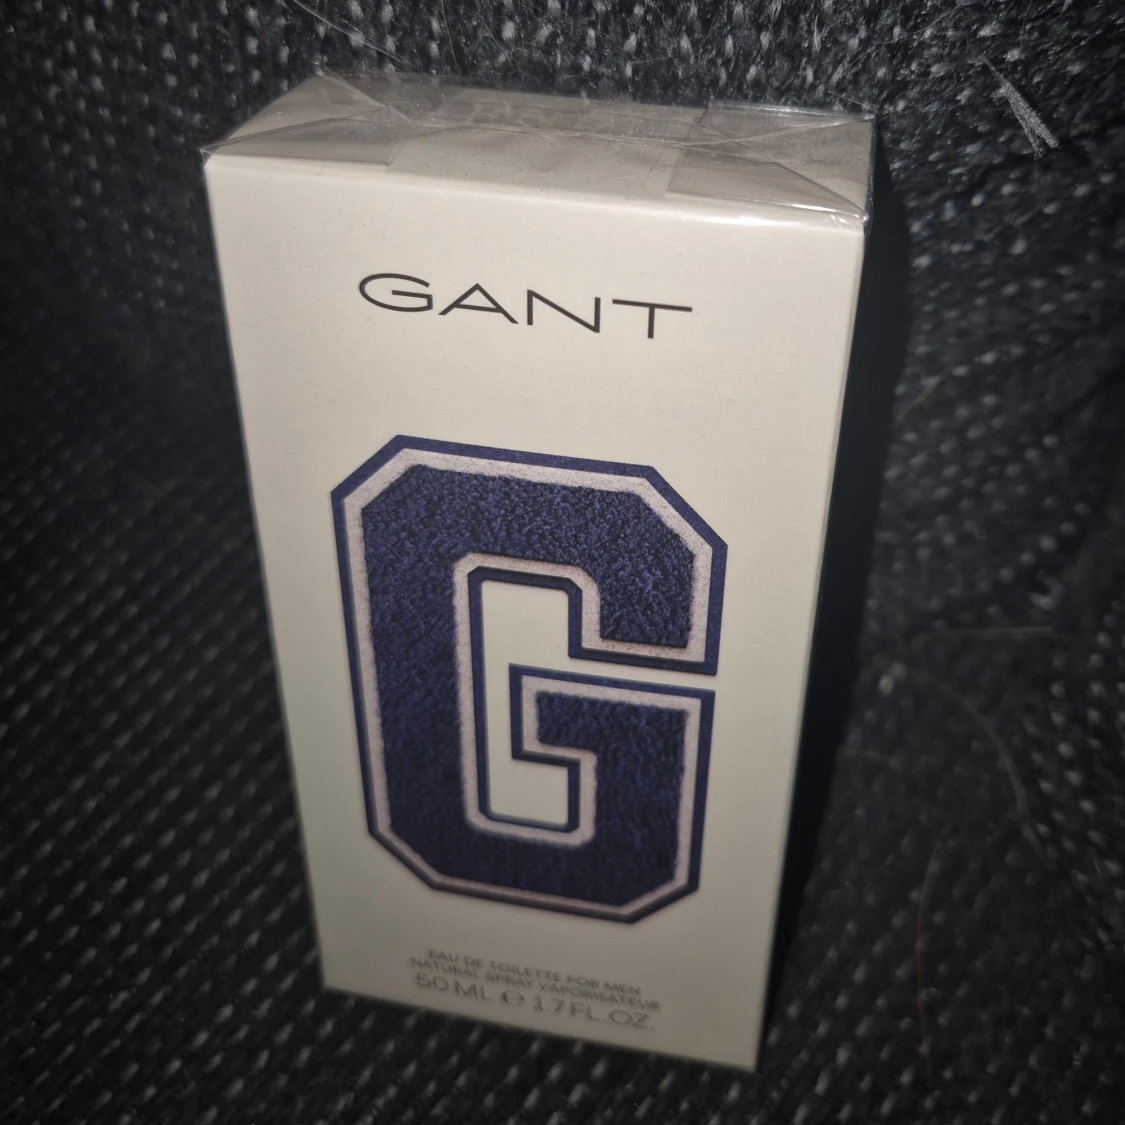 GANT
G
EAU DE TOILETTE FOR MEN
NATURAL SPRAY VAPORISATEUR
50 ML ℮ 1.7 FL.OZ.